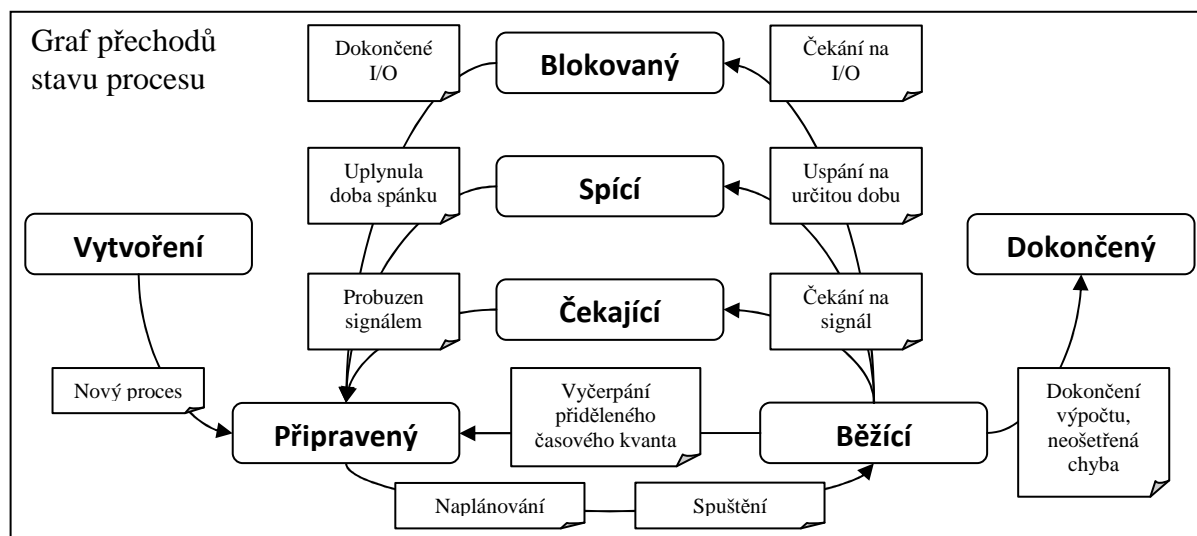 Graf přechodů
stavu procesu
Dokončené
I/O
Blokovaný
Čekání na
I/O
Uplynula
doba spánku
Spící
Uspání na
určitou dobu
Vytvoření
Dokončený
Probuzen
signálem
Čekající
Čekání na
signál
Nový proces
Připravený
Vyčerpání
přiděleného
časového kvanta
Běžící
Dokončení
výpočtu,
neošetřená
chyba
Naplánování
Spuštění